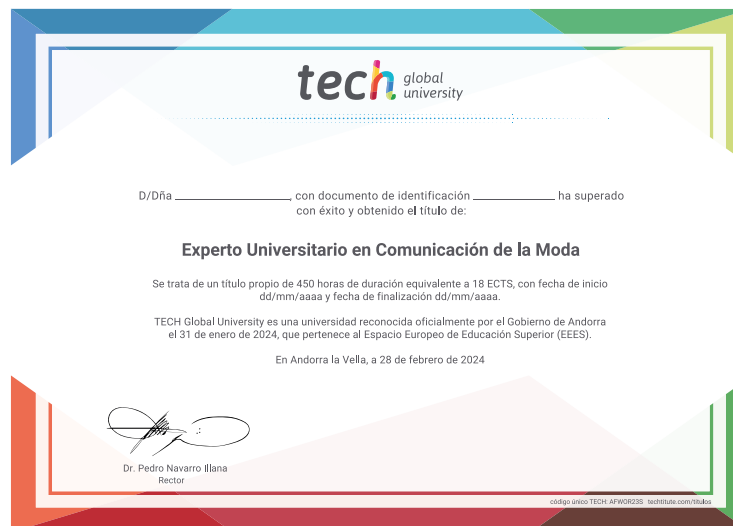 tech global university
D/Dña ____________, con documento de identificación ____________ ha superado
con éxito y obtenido el título de:
Experto Universitario en Comunicación de la Moda
Se trata de un título propio de 450 horas de duración equivalente a 18 ECTS, con fecha de inicio
dd/mm/aaaa y fecha de finalización dd/mm/aaaa.
TECH Global University es una universidad reconocida oficialmente por el Gobierno de Andorra
el 31 de enero de 2024, que pertenece al Espacio Europeo de Educación Superior (EEES).
En Andorra la Vella, a 28 de febrero de 2024
Dr. Pedro Navarro Illana
Rector
código único TECH: AFWOR23S techtitute.com/titulos